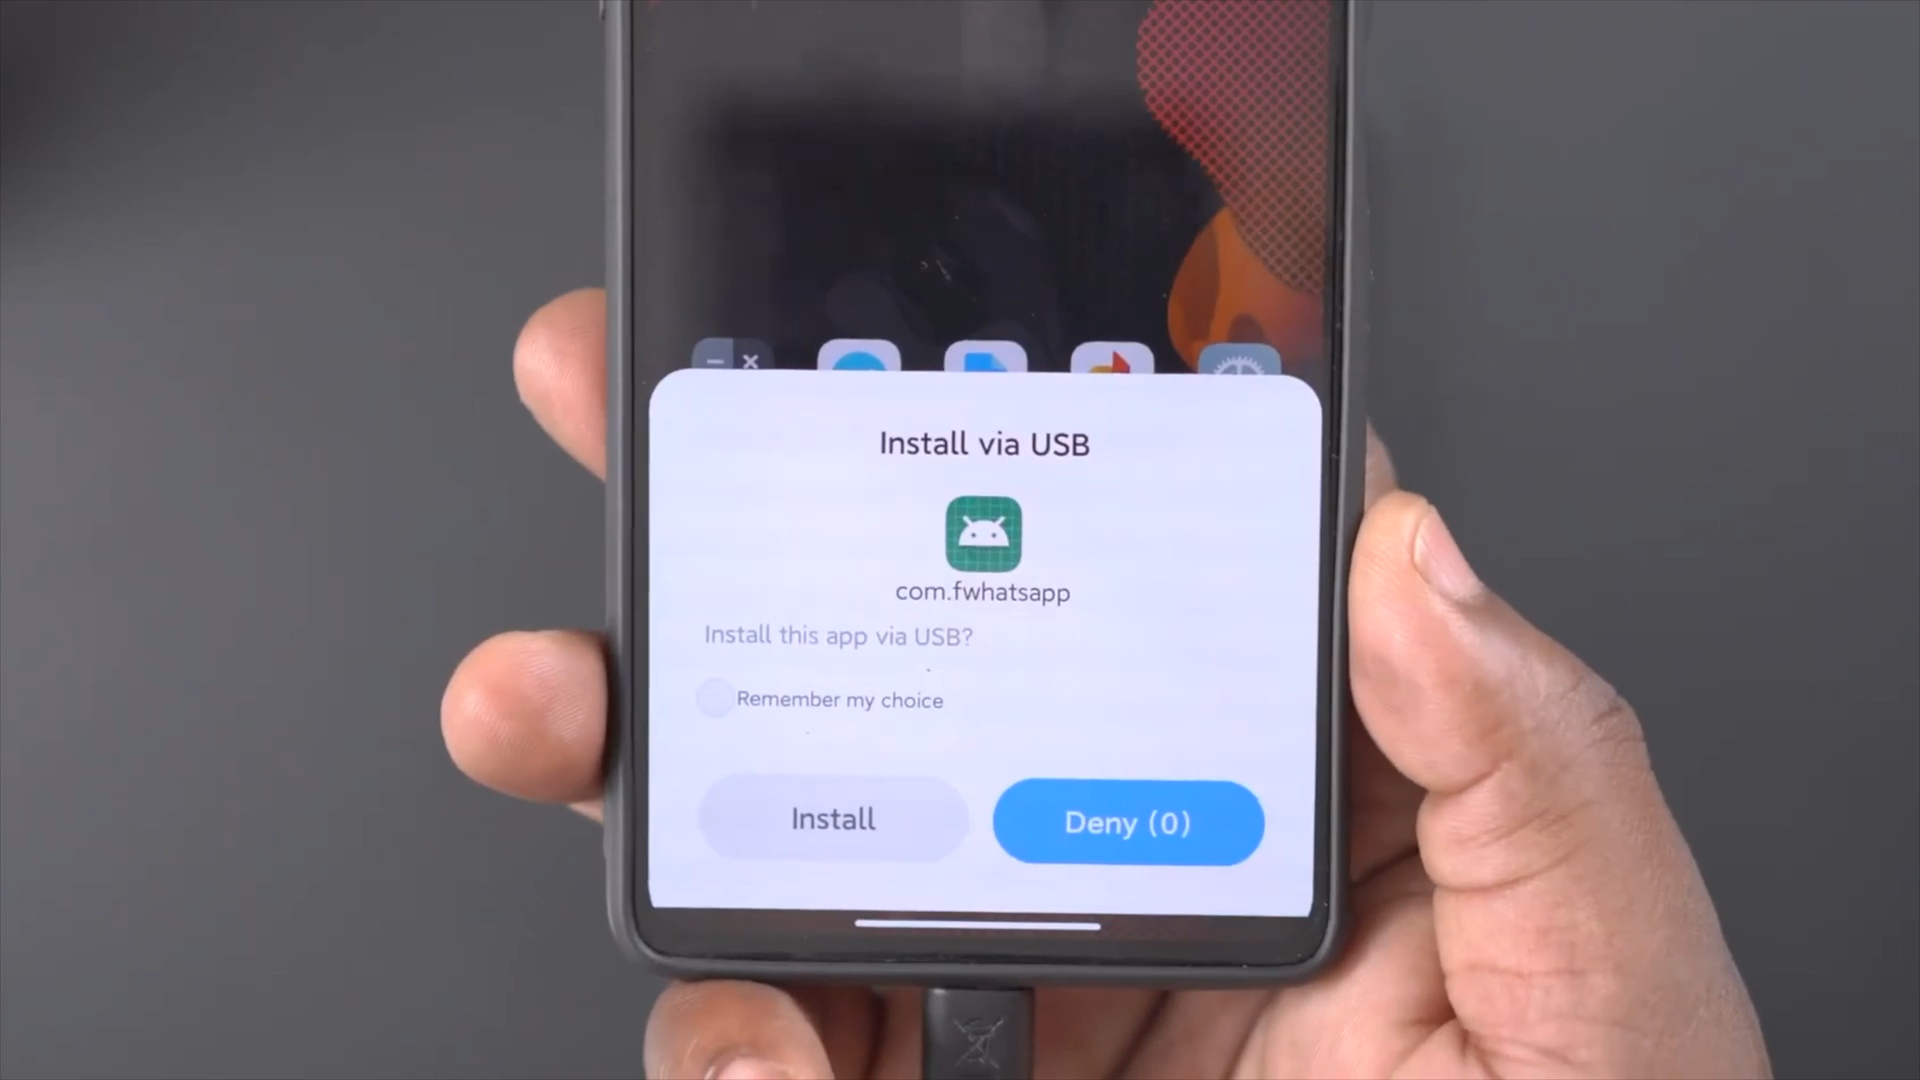 Install via USB
com.fwhatsapp
Install this app via USB?
Remember my choice
Install
Deny (0)